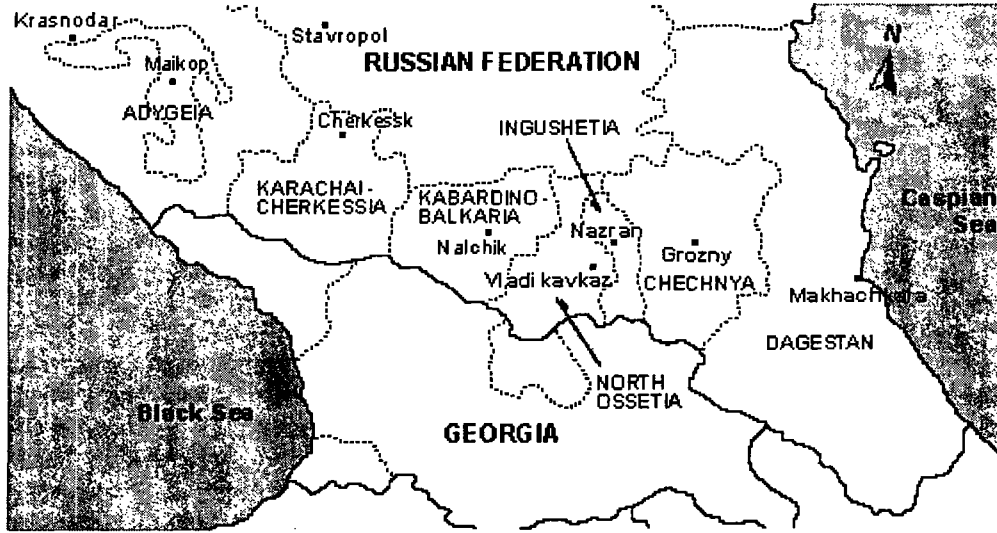 Krasnodar
Stavropol
N
Maikop
RUSSIAN FEDERATION
ADYGEIA
Cherkessk
INGUSHETIA
KARACHAI-
CHERKESSIA
KABARDINO-
BALKARIA
Caspian
Sea
Nalchik
Nazran
Grozny
Vladikavkaz
CHECHNYA
Makhachkala
DAGESTAN
NORTH
OSSETIA
Black Sea
GEORGIA